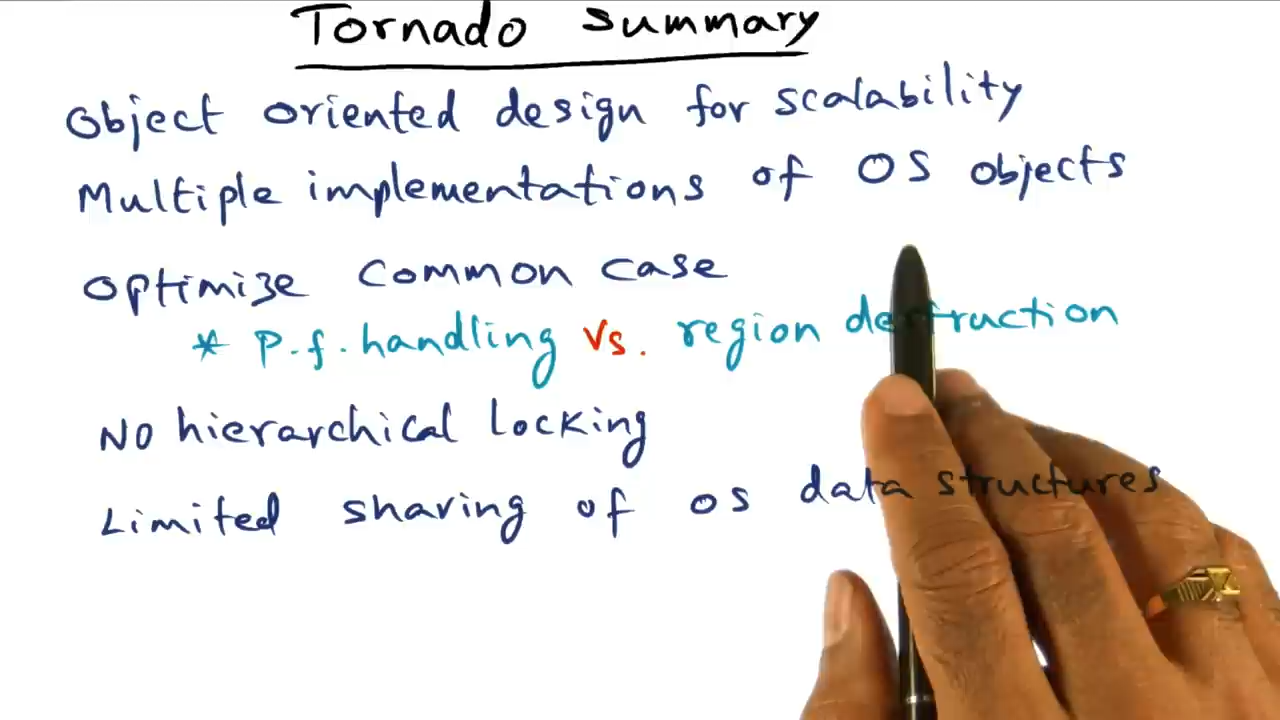 Tornado summary
Object oriented design for scalability
Multiple implementations of OS objects
Optimize common case
* P.f. handling Vs. region destruction
No hierarchical locking
Limited sharing of OS data structures